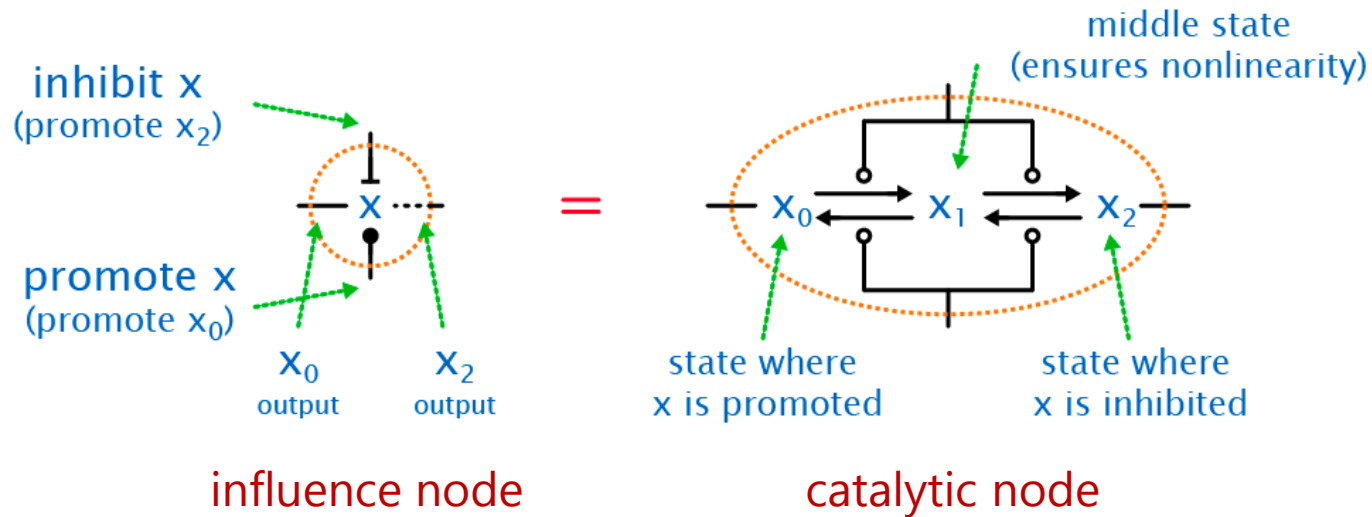 inhibit x
(promote x₂)
promote x
(promote x₀)
x
x₀
output
x₂
output
=
middle state
(ensures nonlinearity)
x₀
x₁
x₂
state where
x is promoted
state where
x is inhibited
influence node
catalytic node